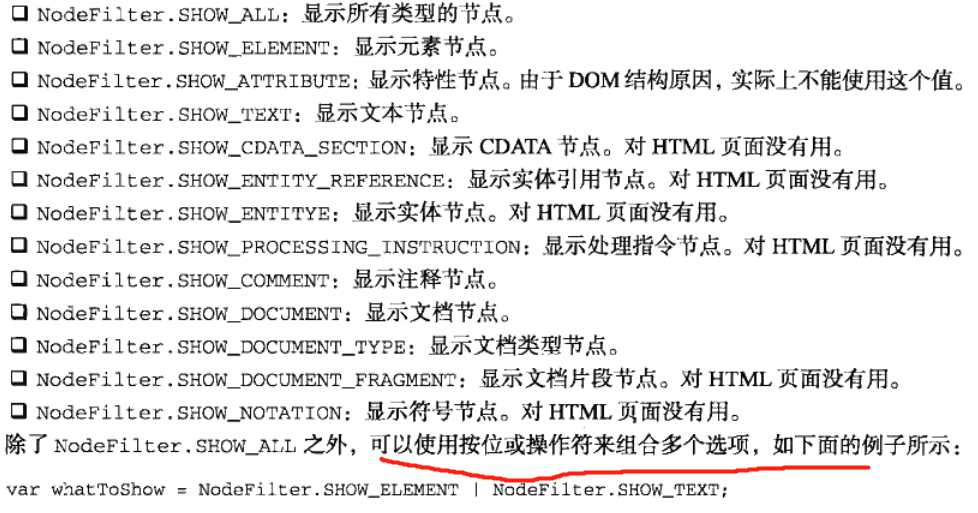 ❑ NodeFilter.SHOW_ALL：显示所有类型的节点。
❑ NodeFilter.SHOW_ELEMENT：显示元素节点。
❑ NodeFilter.SHOW_ATTRIBUTE：显示特性节点。由于 DOM 结构原因，实际上不能使用这个值。
❑ NodeFilter.SHOW_TEXT：显示文本节点。
❑ NodeFilter.SHOW_CDATA_SECTION：显示 CDATA 节点。对 HTML 页面没有用。
❑ NodeFilter.SHOW_ENTITY_REFERENCE：显示实体引用节点。对 HTML 页面没有用。
❑ NodeFilter.SHOW_ENTITYE：显示实体节点。对 HTML 页面没有用。
❑ NodeFilter.SHOW_PROCESSING_INSTRUCTION：显示处理指令节点。对 HTML 页面没有用。
❑ NodeFilter.SHOW_COMMENT：显示注释节点。
❑ NodeFilter.SHOW_DOCUMENT：显示文档节点。
❑ NodeFilter.SHOW_DOCUMENT_TYPE：显示文档类型节点。
❑ NodeFilter.SHOW_DOCUMENT_FRAGMENT：显示文档片段节点。对 HTML 页面没有用。
❑ NodeFilter.SHOW_NOTATION：显示符号节点。对 HTML 页面没有用。
除了 NodeFilter.SHOW_ALL 之外，可以使用按位或操作符来组合多个选项，如下面的例子所示：
var whatToShow = NodeFilter.SHOW_ELEMENT | NodeFilter.SHOW_TEXT;